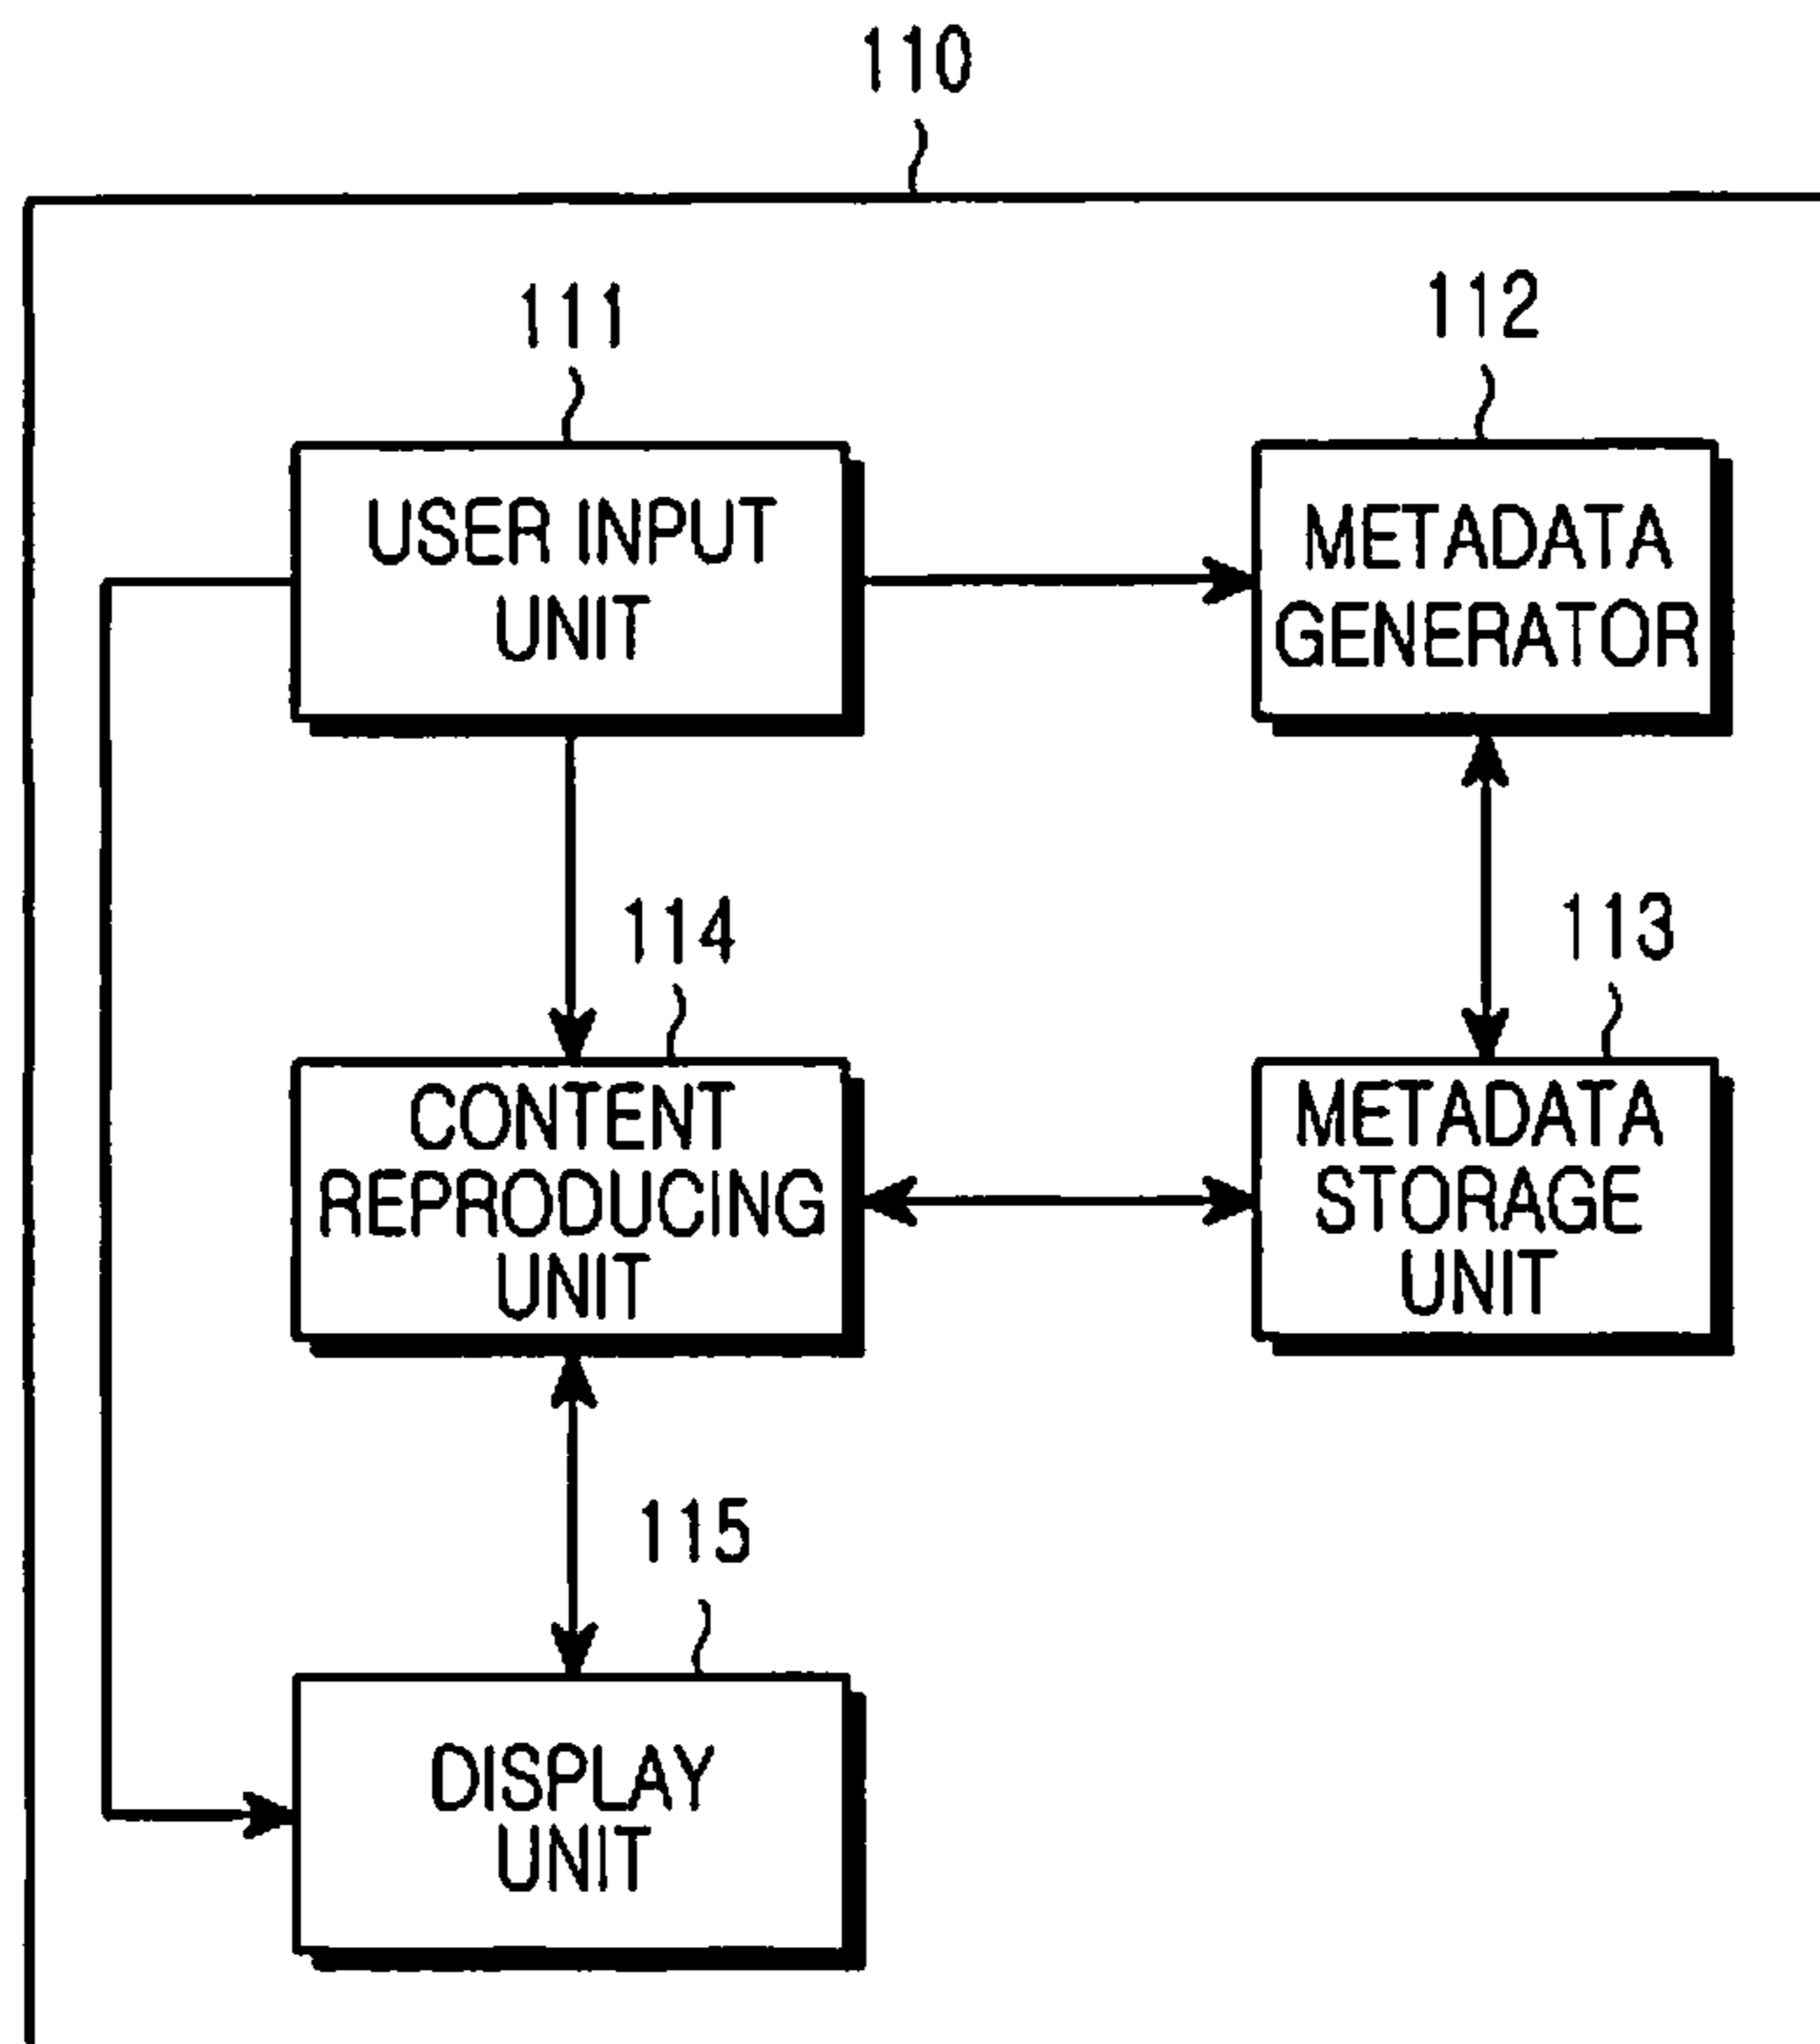 110
111
112
USER INPUT
UNIT
METADATA
GENERATOR
114
113
CONTENT
REPRODUCING
UNIT
METADATA
STORAGE
UNIT
115
DISPLAY
UNIT